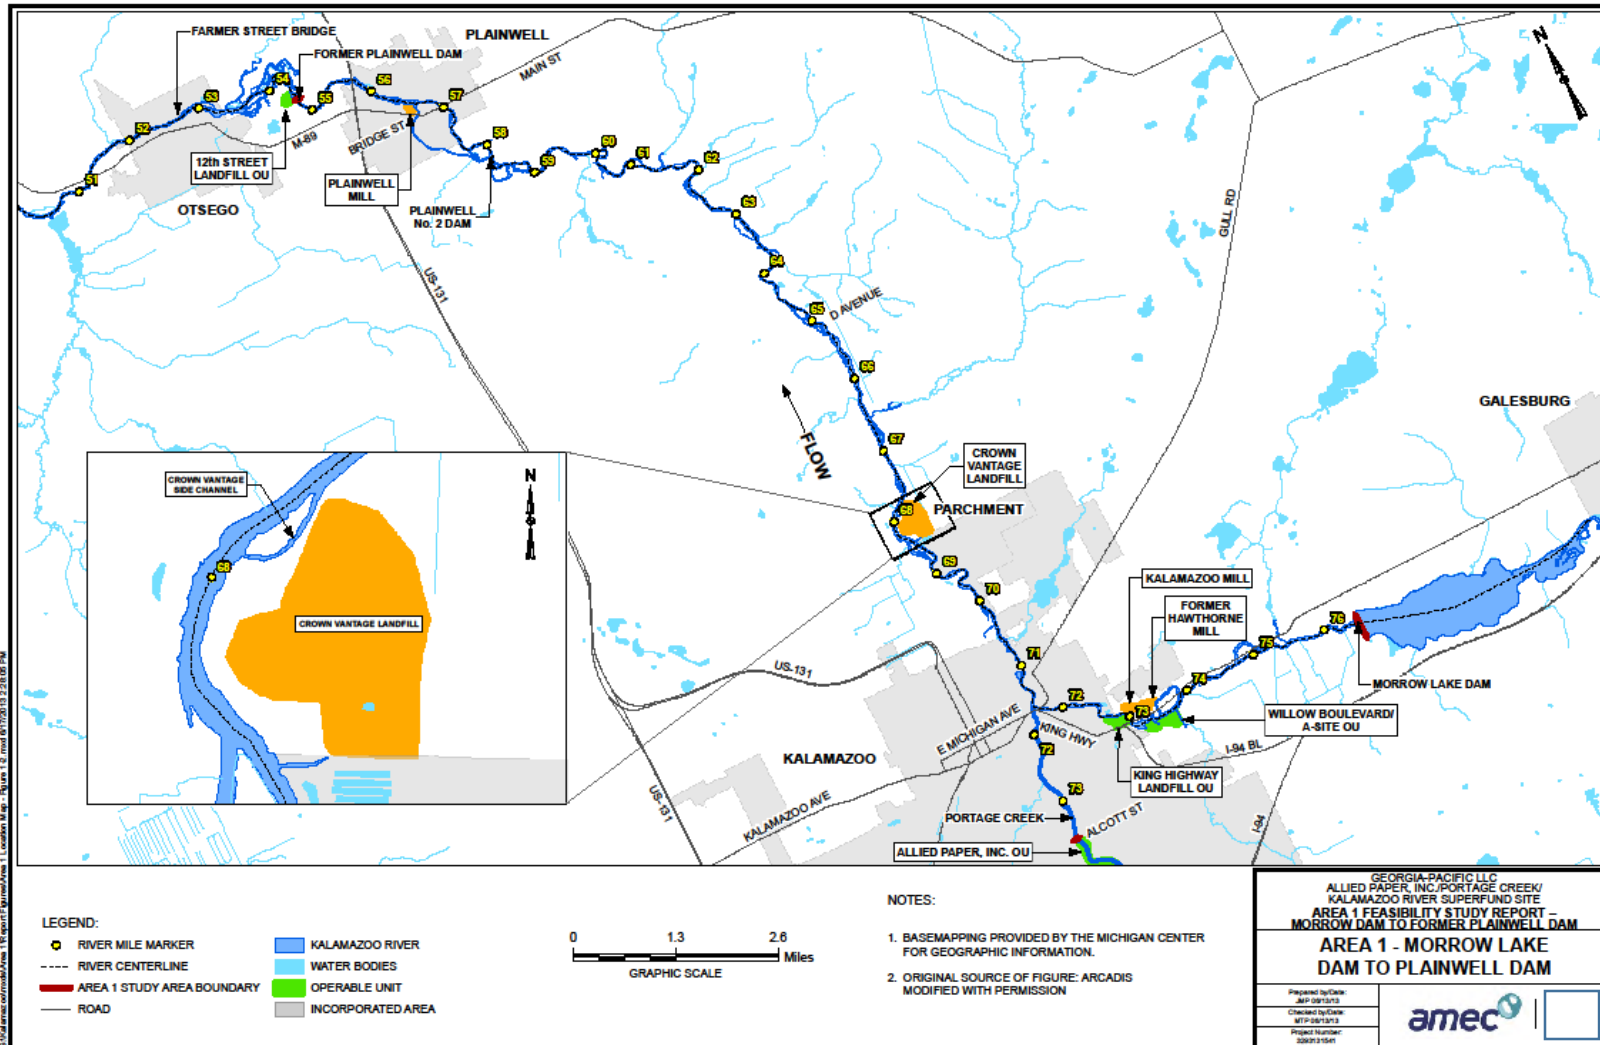 FARMER STREET BRIDGE
PLAINWELL
FORMER PLAINWELL DAM
MAIN ST
N
54
56
53
55
57
52
M-89
BRIDGE ST
58
60
61
62
59
51
12th STREET
LANDFILL OU
PLAINWELL
MILL
PLAINWELL
No. 2 DAM
OTSEGO
63
GULL RD
US-131
64
65
D AVENUE
66
GALESBURG
FLOW
67
CROWN
VANTAGE
LANDFILL
CROWN VANTAGE
SIDE CHANNEL
N
68
PARCHMENT
68
69
70
KALAMAZOO MILL
FORMER
HAWTHORNE
MILL
CROWN VANTAGE LANDFILL
76
75
71
US-131
74
MORROW LAKE DAM
72
73
WILLOW BOULEVARD/
A-SITE OU
E MICHIGAN AVE
KING HWY
72
I-94 BL
KALAMAZOO
KING HIGHWAY
LANDFILL OU
US-131
73
KALAMAZOO AVE
PORTAGE CREEK
ALCOTT ST
I-94
ALLIED PAPER, INC. OU
LEGEND:
RIVER MILE MARKER
RIVER CENTERLINE
AREA 1 STUDY AREA BOUNDARY
ROAD
KALAMAZOO RIVER
WATER BODIES
OPERABLE UNIT
INCORPORATED AREA
0 1.3 2.6
Miles
GRAPHIC SCALE
NOTES:
1. BASEMAPPING PROVIDED BY THE MICHIGAN CENTER
FOR GEOGRAPHIC INFORMATION.
2. ORIGINAL SOURCE OF FIGURE: ARCADIS
MODIFIED WITH PERMISSION
GEORGIA-PACIFIC LLC
ALLIED PAPER, INC./PORTAGE CREEK/
KALAMAZOO RIVER SUPERFUND SITE
AREA 1 FEASIBILITY STUDY REPORT –
MORROW DAM TO FORMER PLAINWELL DAM
AREA 1 - MORROW LAKE
DAM TO PLAINWELL DAM
Prepared by/Date:
Checked by/Date:
Project Number:
amec